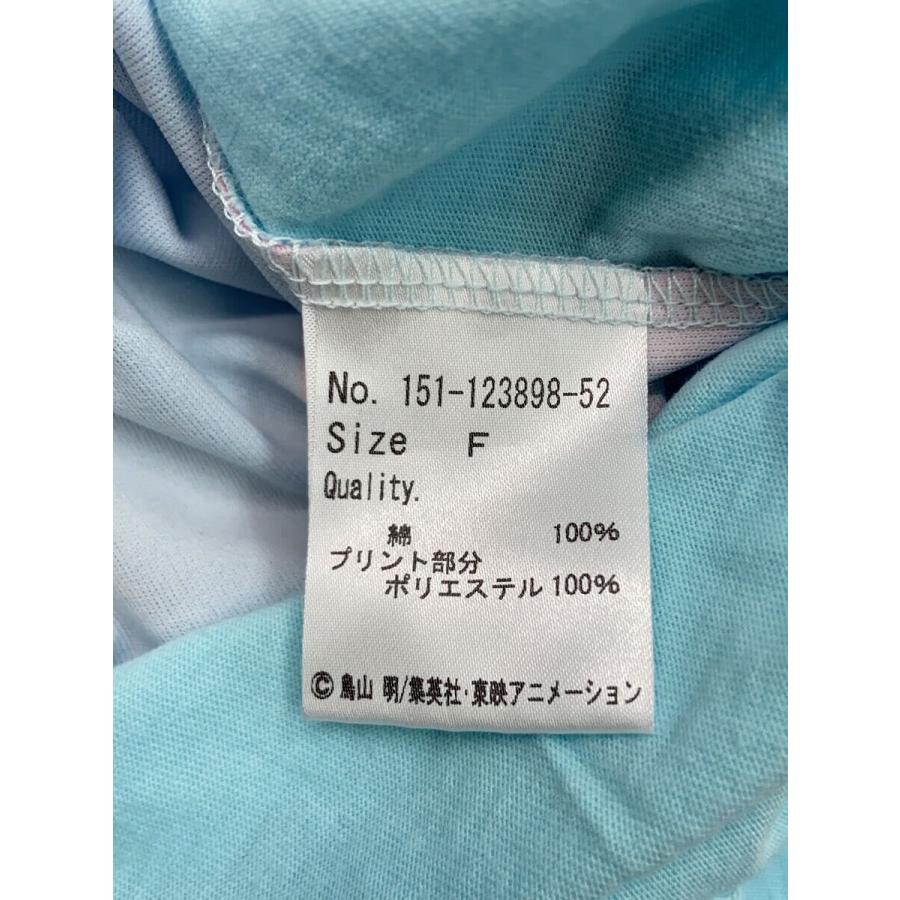 No. 151-123898-52
Size F
Quality.
綿 100%
プリント部分
ポリエステル 100%
© 鳥山 明/集英社・東映アニメーション